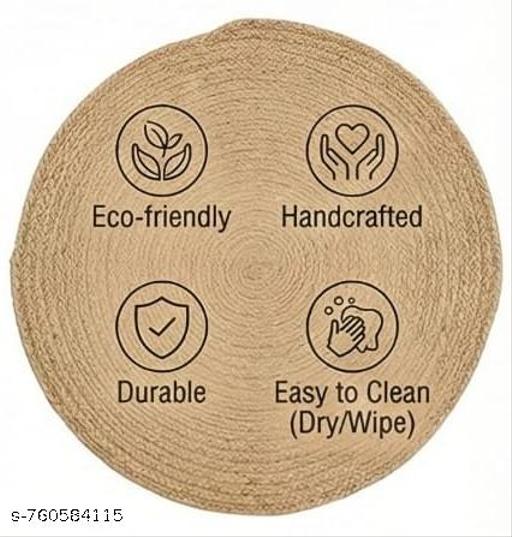 Eco-friendly Handcrafted
Durable Easy to Clean
(Dry/Wipe)
s-760584115